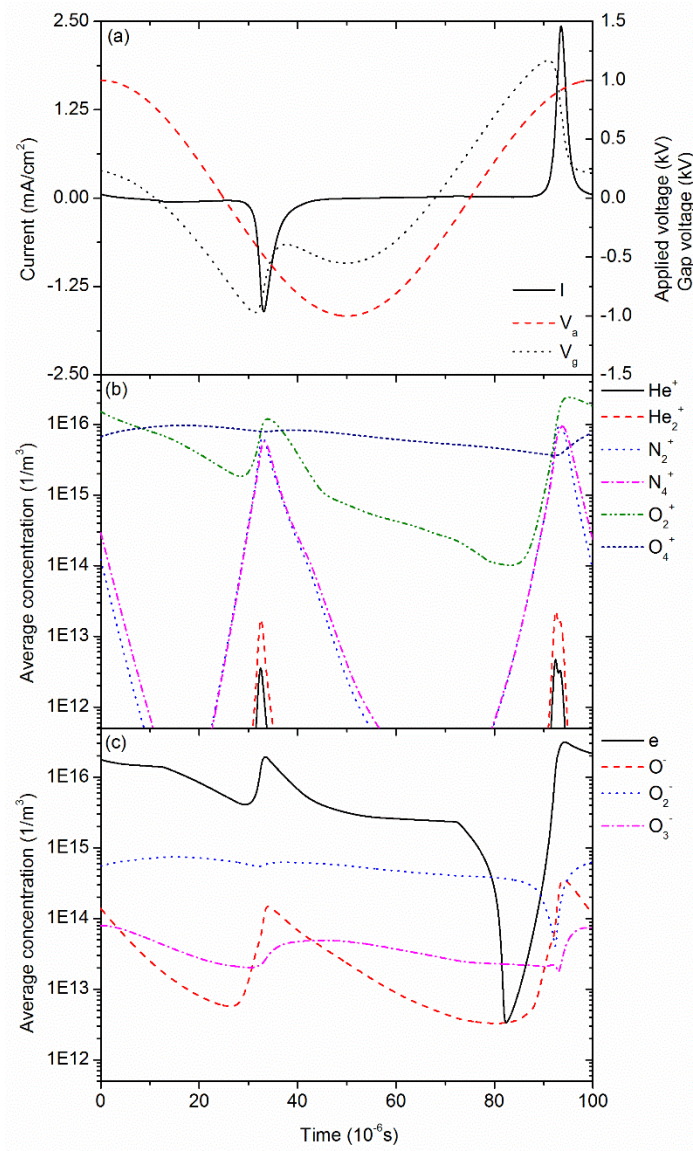 (a)
2.50
1.25
0.00
-1.25
-2.50
Current (mA/cm²)
1.5
1.0
0.5
0.0
-0.5
-1.0
-1.5
Applied voltage (kV)
Gap voltage (kV)
I
Vₐ
V_g
(b)
1E16
1E15
1E14
1E13
1E12
Average concentration (1/m³)
He⁺
He₂⁺
N₂⁺
N₄⁺
O₂⁺
O₄⁺
(c)
1E16
1E15
1E14
1E13
1E12
Average concentration (1/m³)
e
O⁻
O₂⁻
O₃⁻
0
20
40
60
80
100
Time (10⁻⁶s)